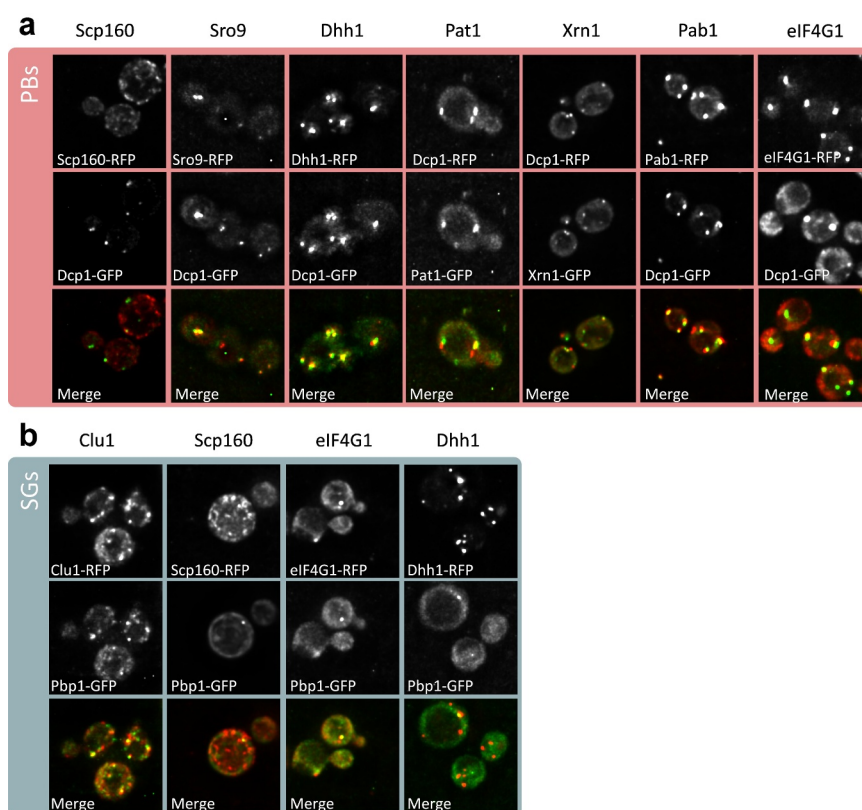 a
Scp160 Sro9 Dhh1 Pat1 Xrn1 Pab1 eIF4G1
PBs
Scp160-RFP Sro9-RFP Dhh1-RFP Dcp1-RFP Dcp1-RFP Pab1-RFP eIF4G1-RFP
Dcp1-GFP Dcp1-GFP Dcp1-GFP Pat1-GFP Xrn1-GFP Dcp1-GFP Dcp1-GFP
Merge Merge Merge Merge Merge Merge Merge
b
Clu1 Scp160 eIF4G1 Dhh1
SGs
Clu1-RFP Scp160-RFP eIF4G1-RFP Dhh1-RFP
Pbp1-GFP Pbp1-GFP Pbp1-GFP Pbp1-GFP
Merge Merge Merge Merge